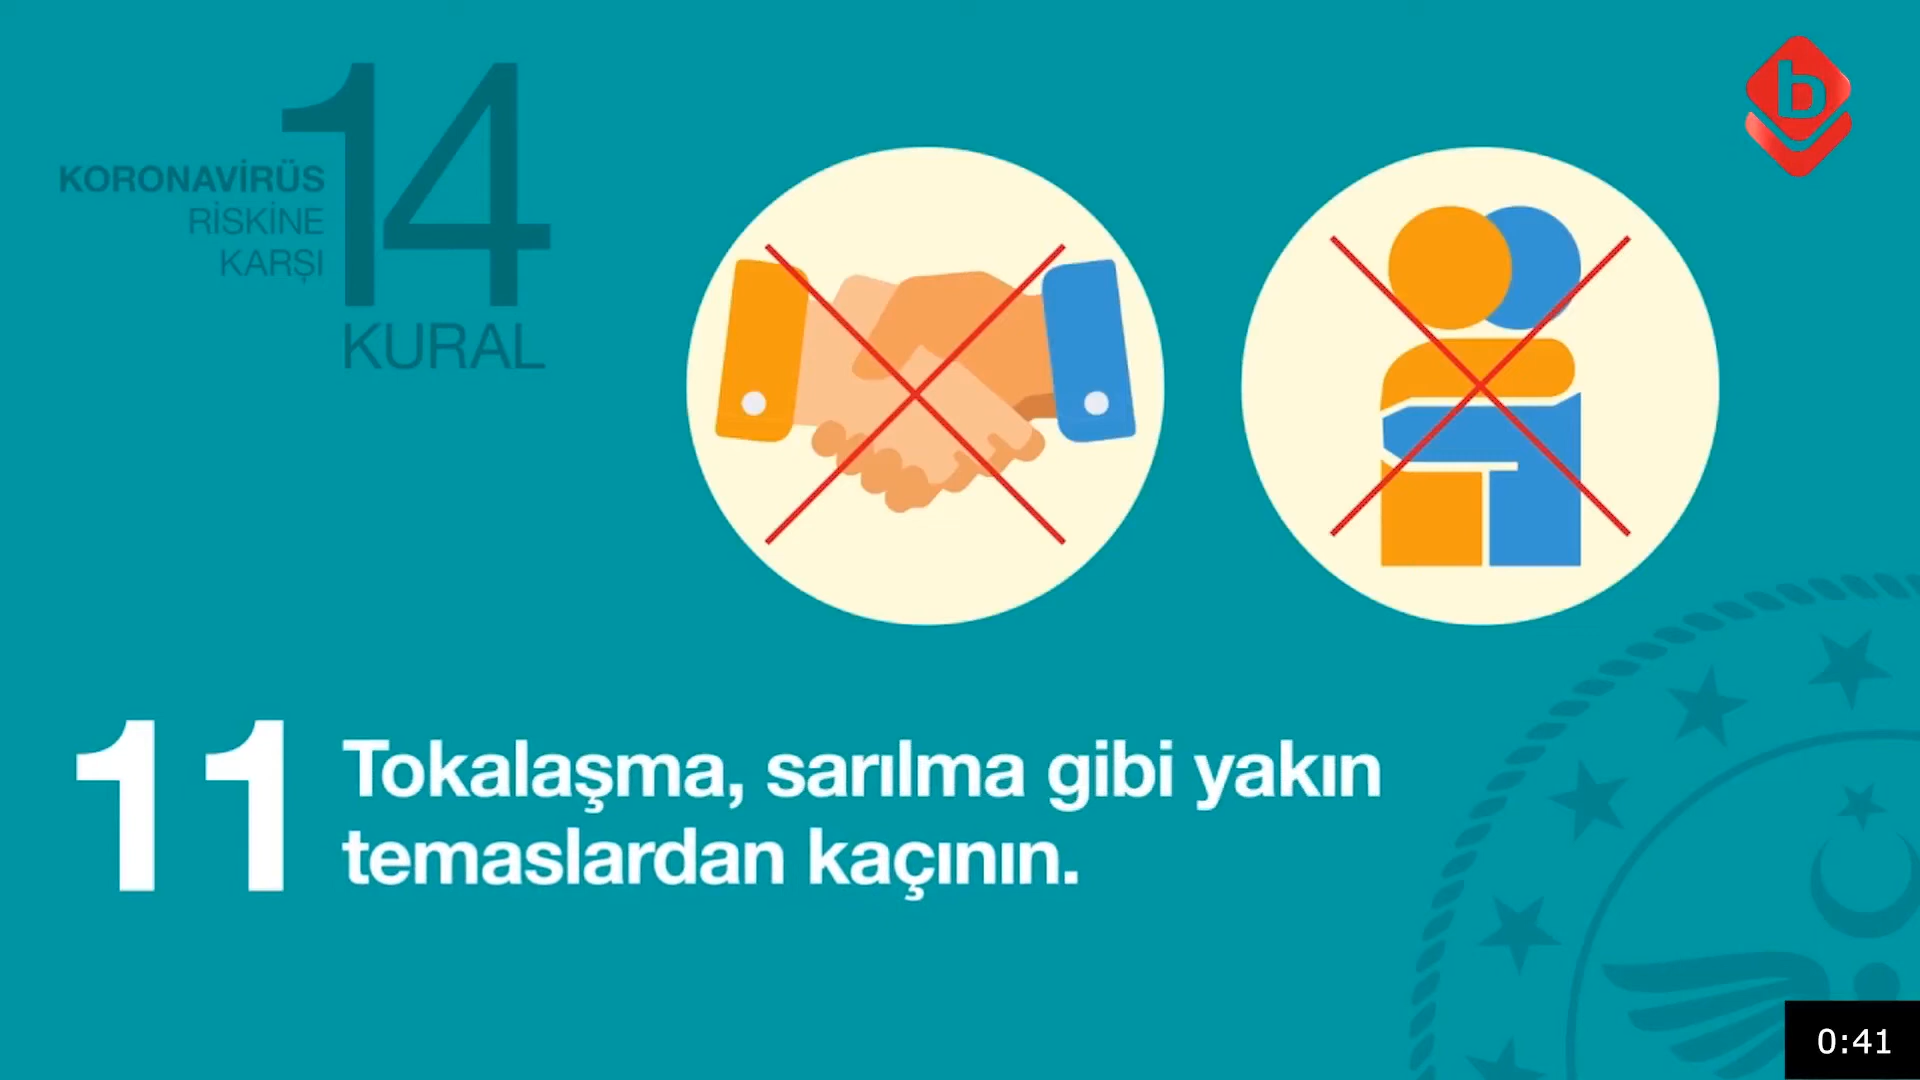 KORONAVİRÜS
RİSKİNE
KARŞI
14
KURAL
b
11
Tokalaşma, sarılma gibi yakın
temaslardan kaçının.
0:41